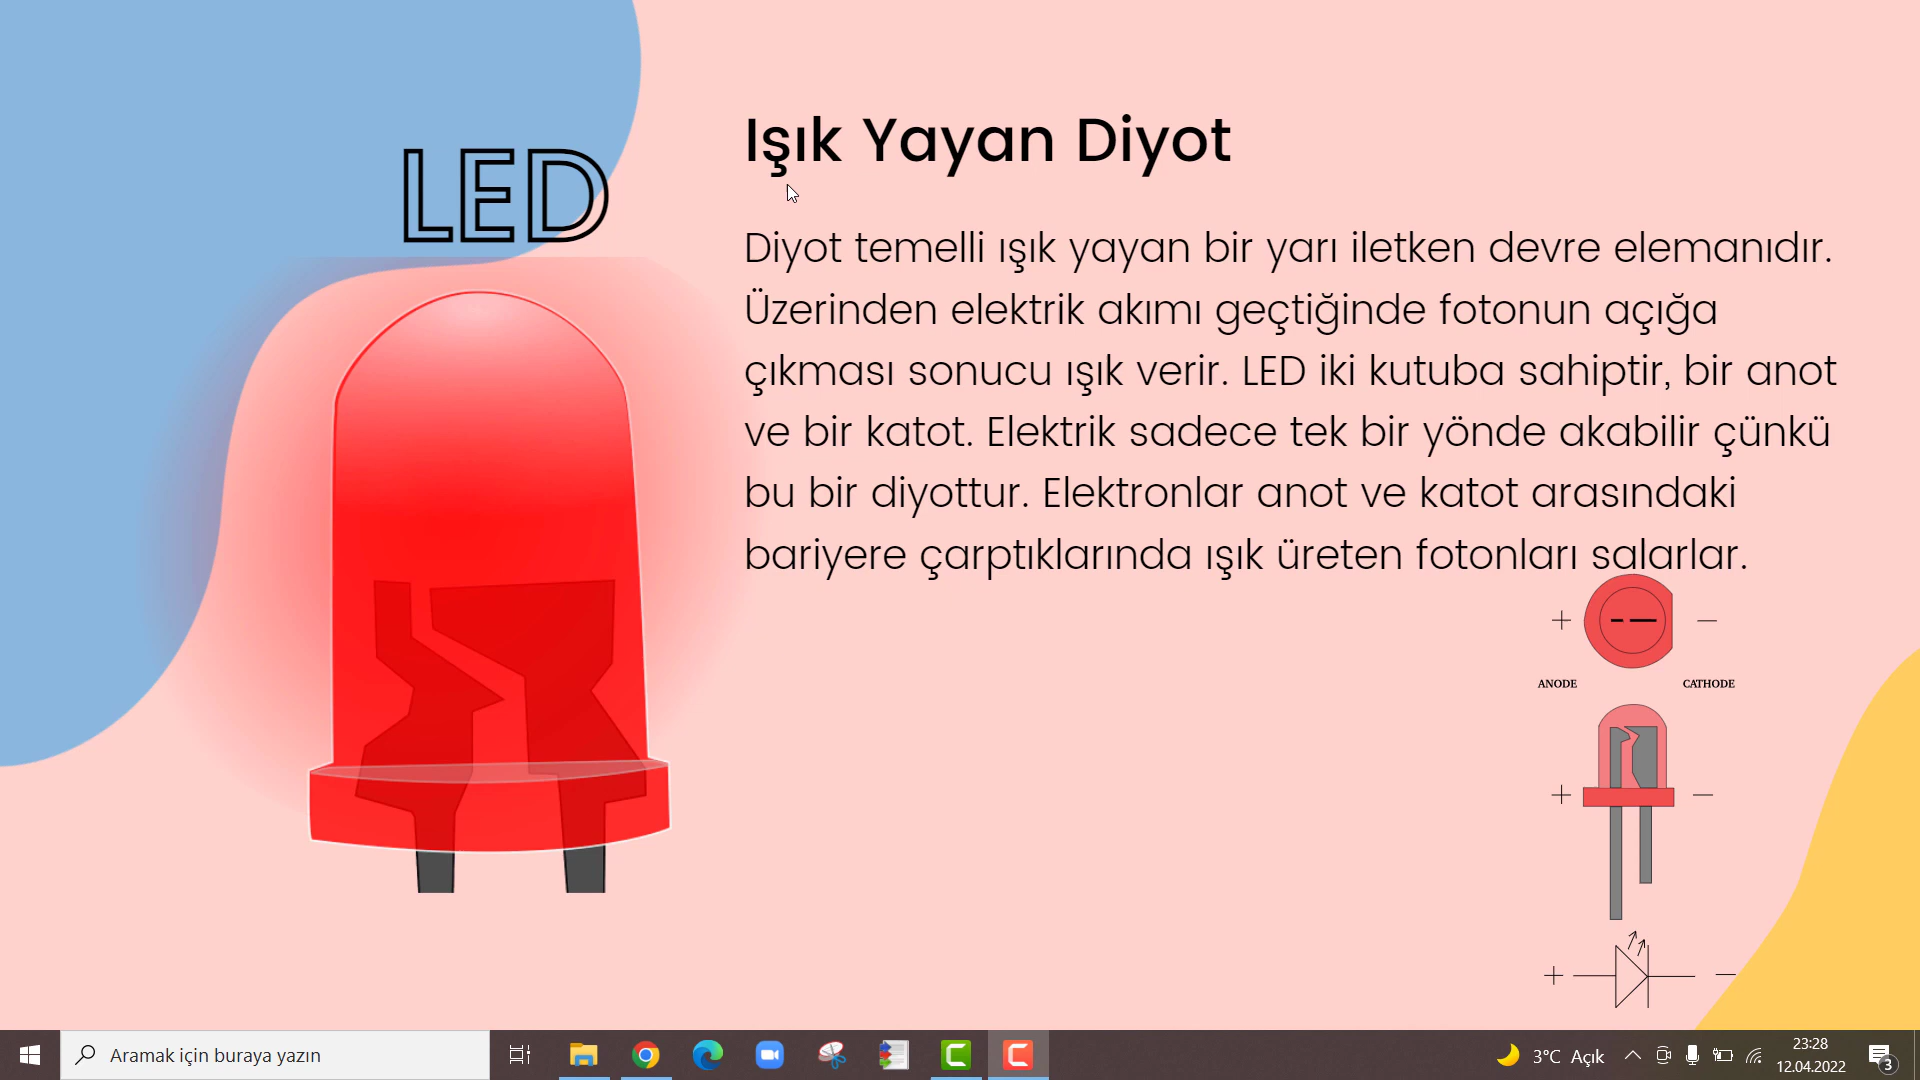 LED
Işık Yayan Diyot
Diyot temelli ışık yayan bir yarı iletken devre elemanıdır.
Üzerinden elektrik akımı geçtiğinde fotonun açığa
çıkması sonucu ışık verir. LED iki kutuba sahiptir, bir anot
ve bir katot. Elektrik sadece tek bir yönde akabilir çünkü
bu bir diyottur. Elektronlar anot ve katot arasındaki
bariyere çarptıklarında ışık üreten fotonları salarlar.
+ −
ANODE CATHODE
+ −
+ −
Aramak için buraya yazın
3°C Açık
23:28
12.04.2022
3